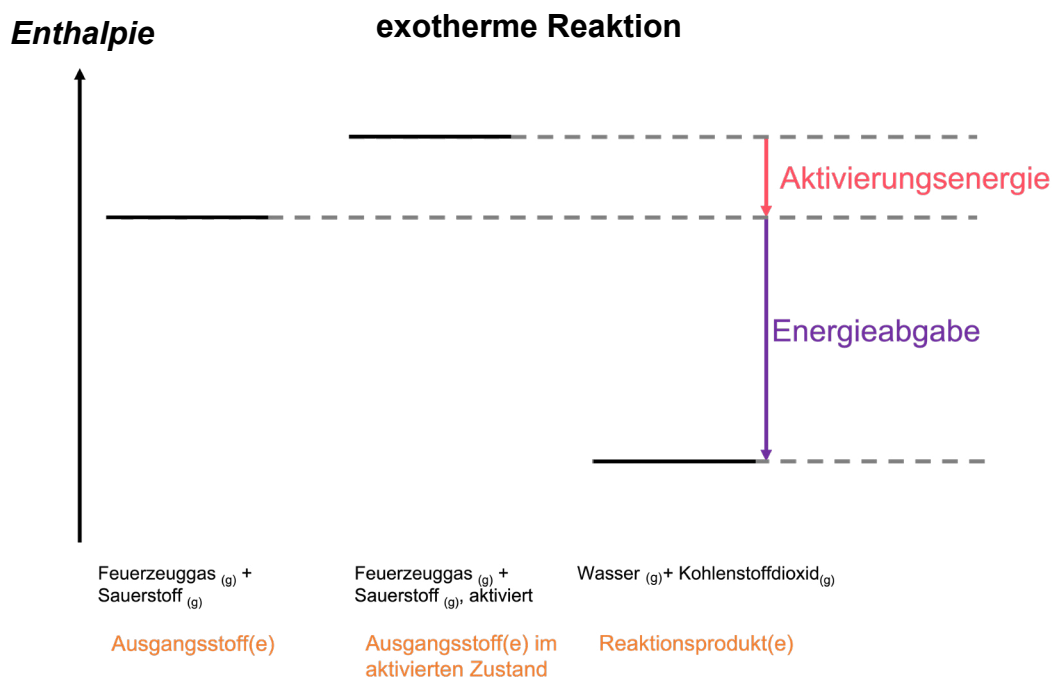 Enthalpie
exotherme Reaktion
Aktivierungsenergie
Energieabgabe
Feuerzeuggas (g) +
Sauerstoff (g)
Feuerzeuggas (g) +
Sauerstoff (g), aktiviert
Wasser (g)+ Kohlenstoffdioxid(g)
Ausgangsstoff(e)
Ausgangsstoff(e) im
aktivierten Zustand
Reaktionsprodukt(e)